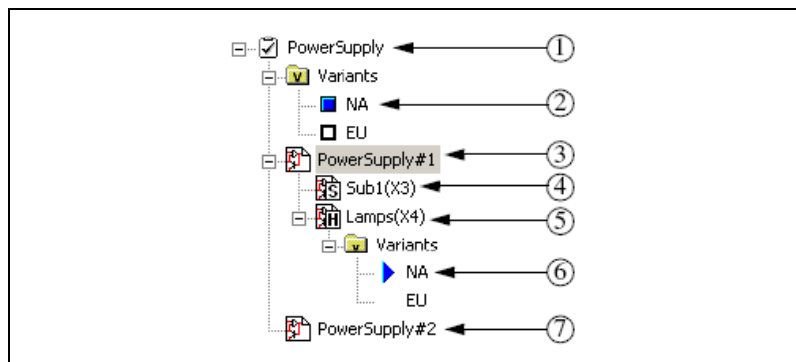 PowerSupply ①
v Variants
NA ②
EU
PowerSupply#1 ③
S Sub1(X3) ④
H Lamps(X4) ⑤
v Variants
NA ⑥
EU
PowerSupply#2 ⑦